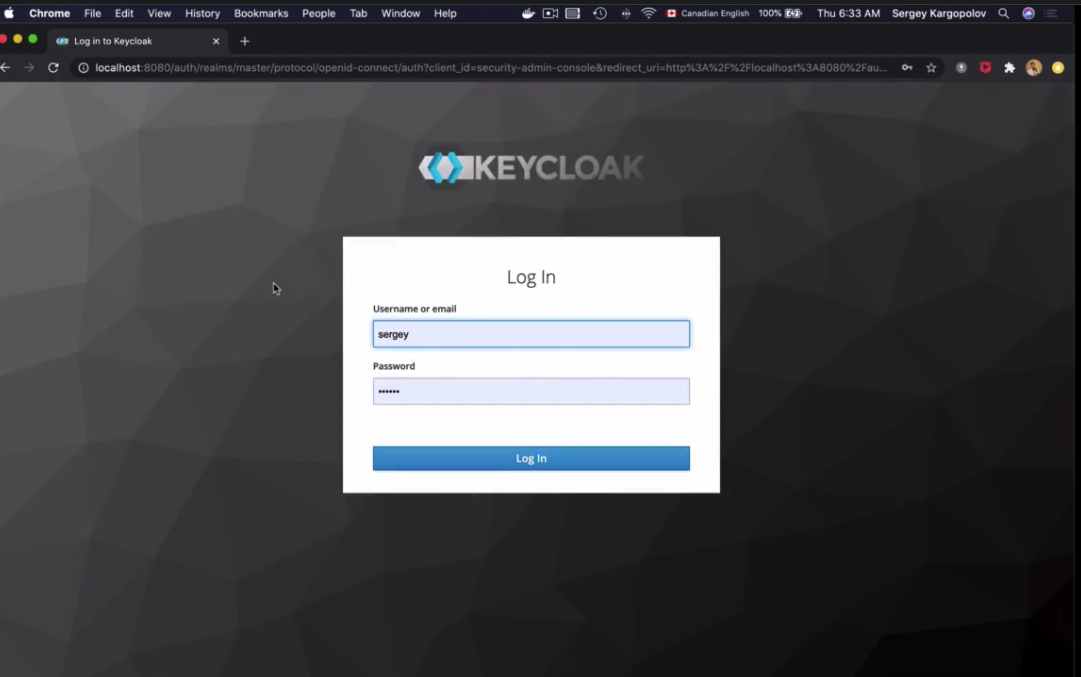 Chrome File Edit View History Bookmarks People Tab Window Help Canadian English 100% Thu 6:33 AM Sergey Kargopolov
Log in to Keycloak
localhost:8080/auth/realms/master/protocol/openid-connect/auth?client_id=security-admin-console&redirect_uri=http%3A%2F%2Flocalhost%3A8080%2Fau...
KEYCLOAK
Log In
Username or email
sergey
Password
••••••
Log In